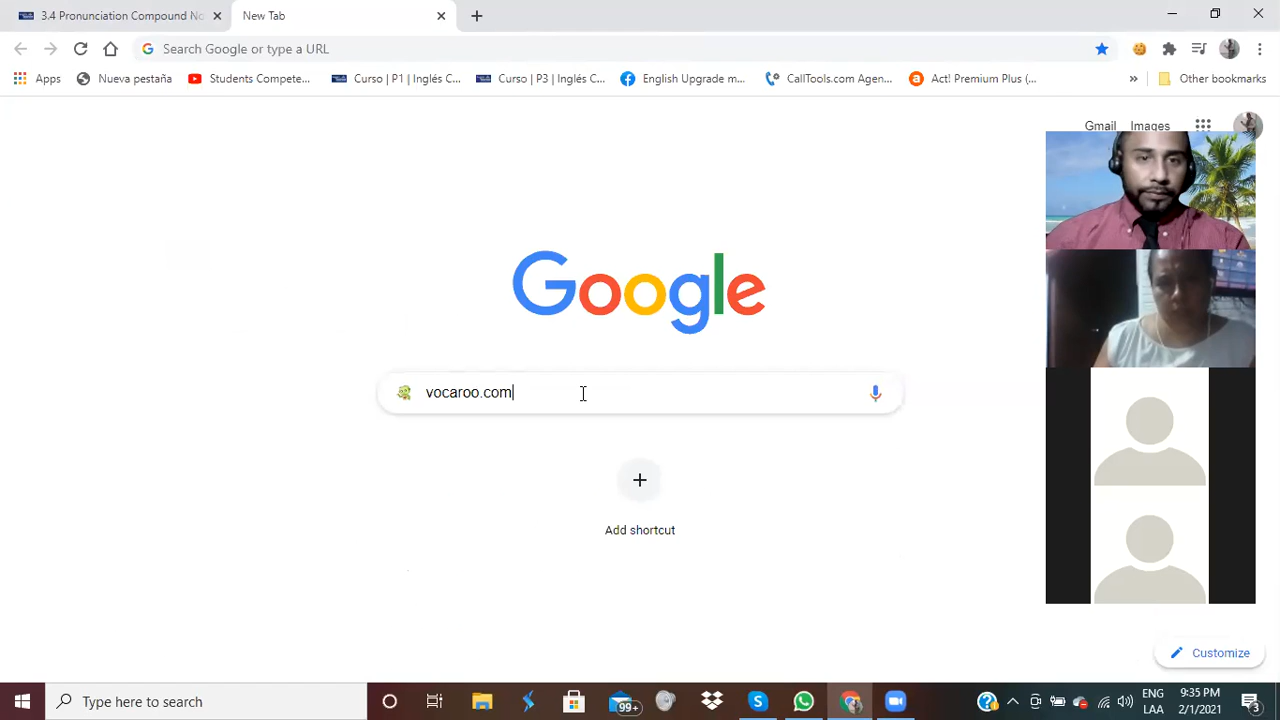 3.4 Pronunciation Compound No
New Tab
Search Google or type a URL
Apps
Nueva pestaña
Students Compete...
Curso | P1 | Inglés C...
Curso | P3 | Inglés C...
English Upgrade m...
CallTools.com Agen...
Act! Premium Plus (...
»
Other bookmarks
Gmail
Images
Google
vocaroo.com
Add shortcut
Customize
Type here to search
99+
ENG
LAA
9:35 PM
2/1/2021
3